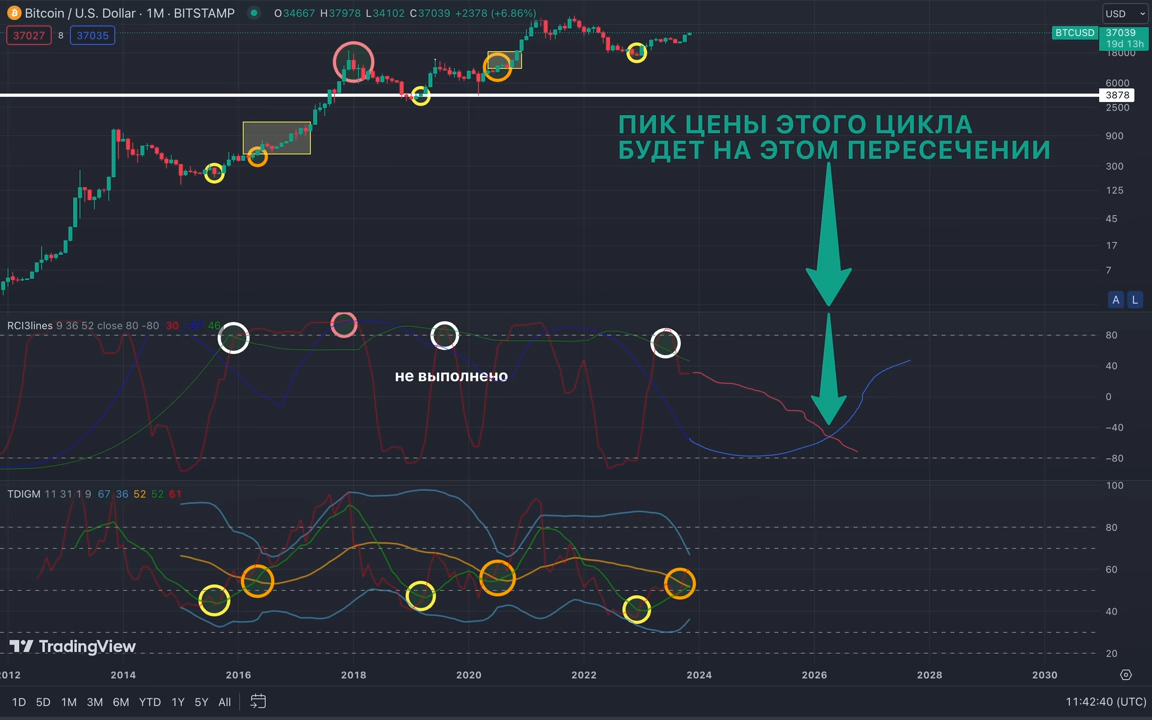 Bitcoin / U.S. Dollar · 1M · BITSTAMP O34667 H37978 L34102 C37039 +2378 (+6.86%)
USD
37027 8 37035
BTCUSD 37039
19d 13h
18000
6000
3878
2500
ПИК ЦЕНЫ ЭТОГО ЦИКЛА
БУДЕТ НА ЭТОМ ПЕРЕСЕЧЕНИИ
900
300
125
45
17
7
A L
RCI3lines 9 36 52 close 80 -80 30 46
80
40
не выполнено
0
−40
−80
TDIGM 11 31 1 9 67 36 52 52 61
100
80
60
40
20
TradingView
2012 2014 2016 2018 2020 2022 2024 2026 2028 2030
1D 5D 1M 3M 6M YTD 1Y 5Y All
11:42:40 (UTC)